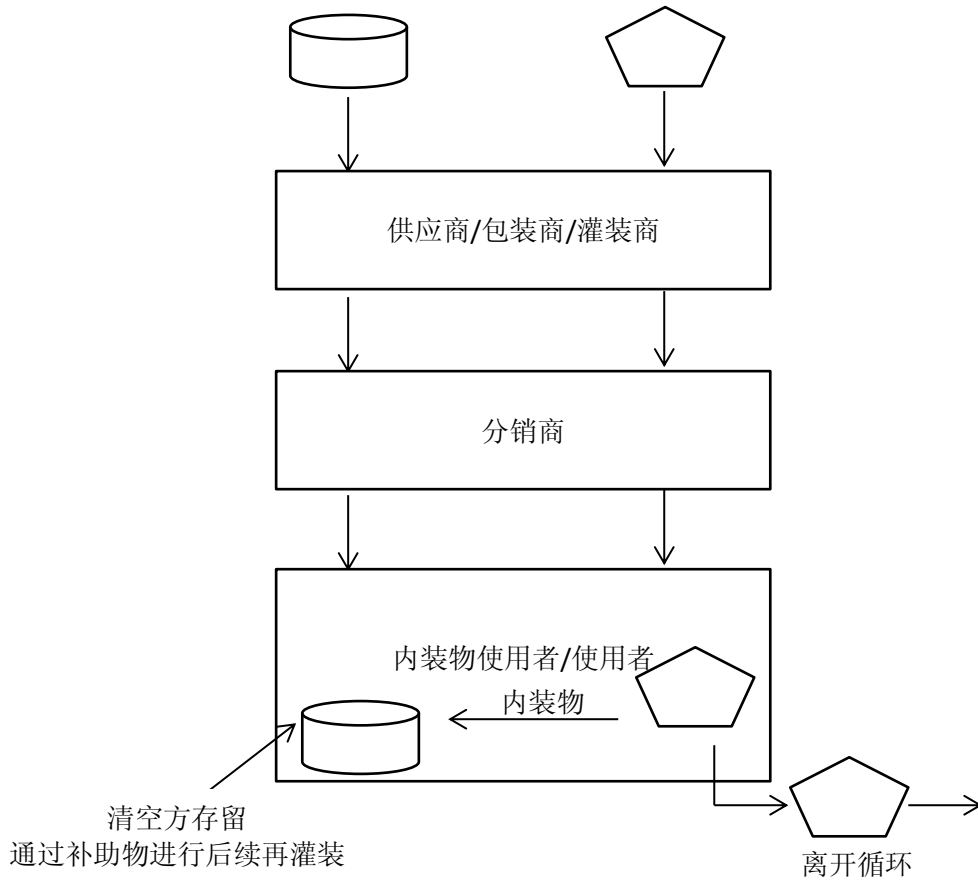 供应商/包装商/灌装商
分销商
内装物使用者/使用者
内装物
清空方存留
通过补助物进行后续再灌装
离开循环